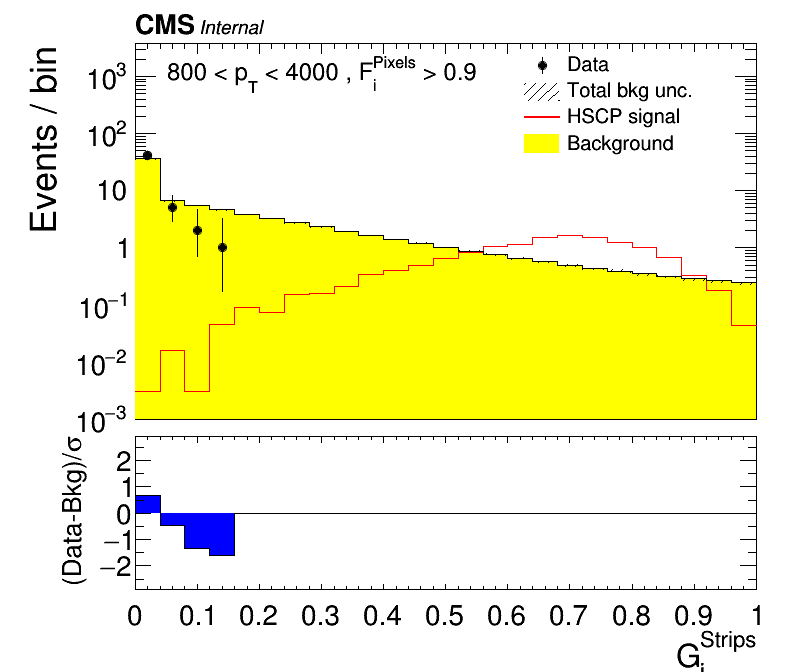 CMS Internal
800 < p_T < 4000 , F_i^Pixels > 0.9
Data
Total bkg unc.
HSCP signal
Background
Events / bin
10^3
10^2
10
1
10^−1
10^−2
10^−3
(Data-Bkg)/σ
2
1
0
−1
−2
0 0.1 0.2 0.3 0.4 0.5 0.6 0.7 0.8 0.9 1
G_i^Strips